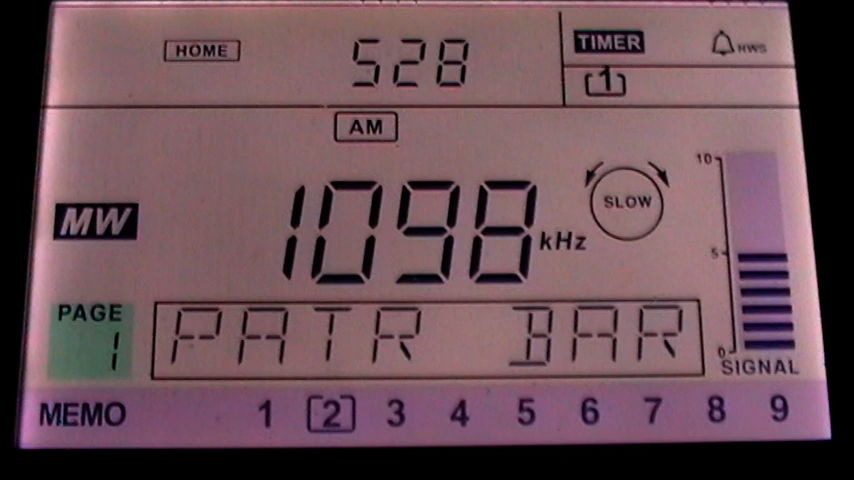 HOME 528 TIMER HWS
1
AM
10
SLOW
MW 1098 kHz
5
PAGE
1 PATR BAR
0
SIGNAL
MEMO 1 2 3 4 5 6 7 8 9